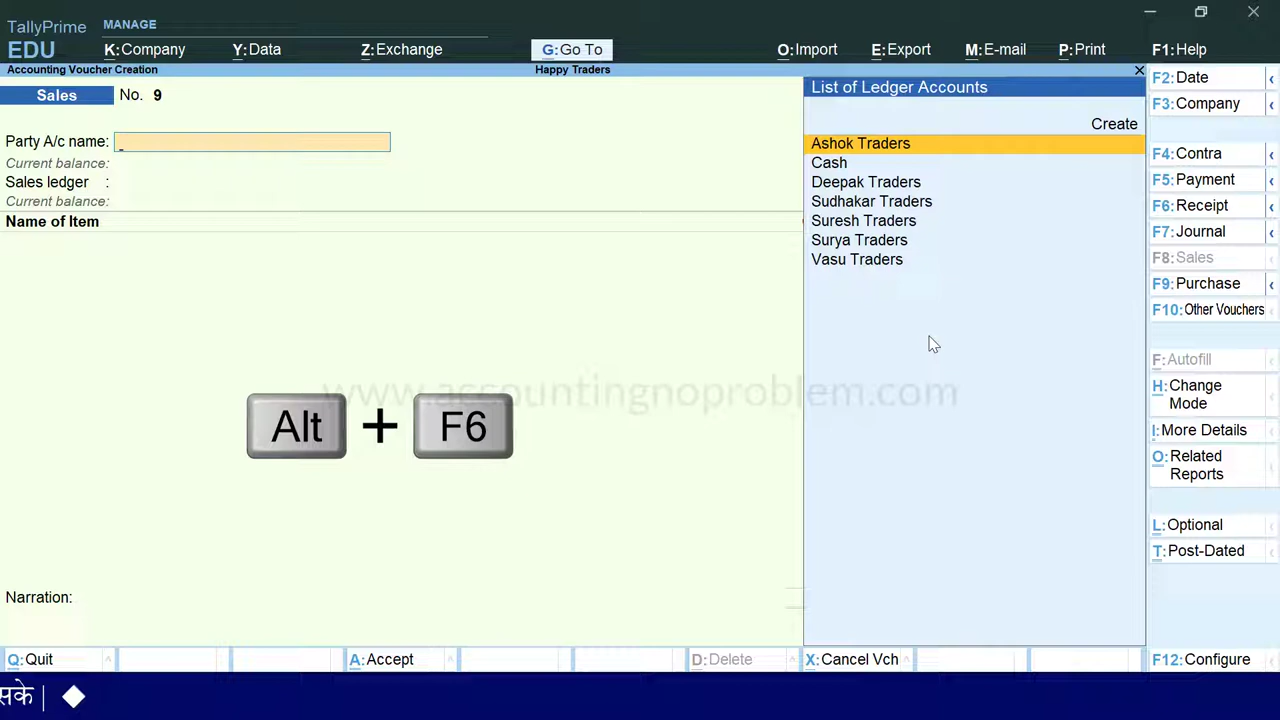 TallyPrime
EDU
MANAGE
K:Company
Y:Data
Z:Exchange
G:Go To
O:Import
E:Export
M:E-mail
P:Print
F1:Help
Accounting Voucher Creation
Happy Traders
Sales
No. 9
Party A/c name:
Current balance:
Sales ledger :
Current balance:
Name of Item
List of Ledger Accounts
Create
Ashok Traders
Cash
Deepak Traders
Sudhakar Traders
Suresh Traders
Surya Traders
Vasu Traders
F2:Date
F3:Company
F4:Contra
F5:Payment
F6:Receipt
F7:Journal
F8:Sales
F9:Purchase
F10:Other Vouchers
F:Autofill
H:Change
Mode
I:More Details
O:Related
Reports
L:Optional
T:Post-Dated
www.accountingnoproblem.com
Alt + F6
Narration:
Q:Quit
A:Accept
D:Delete
X:Cancel Vch
F12:Configure
सके |